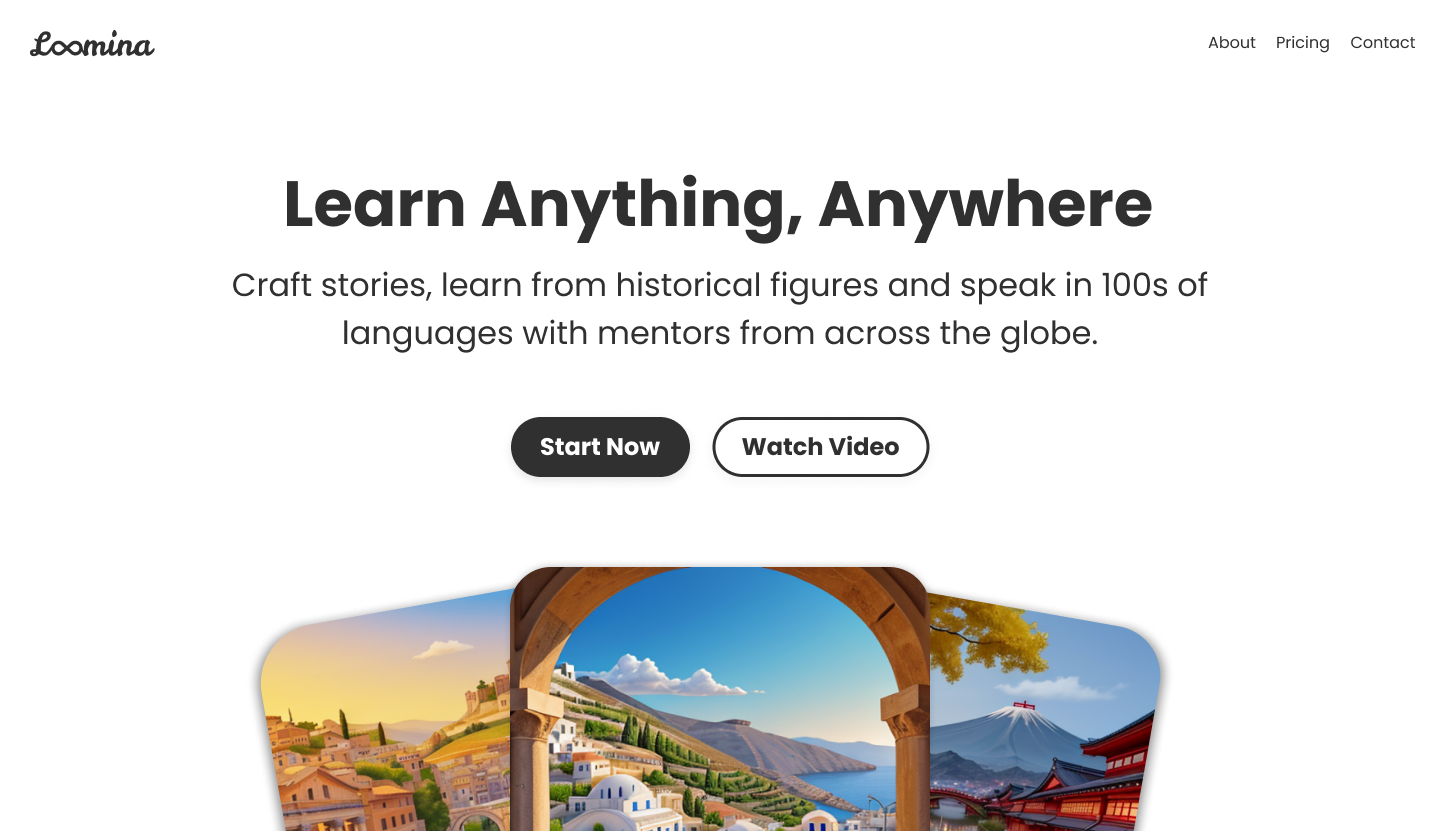 Loomina
About Pricing Contact
Learn Anything, Anywhere
Craft stories, learn from historical figures and speak in 100s of
languages with mentors from across the globe.
Start Now
Watch Video